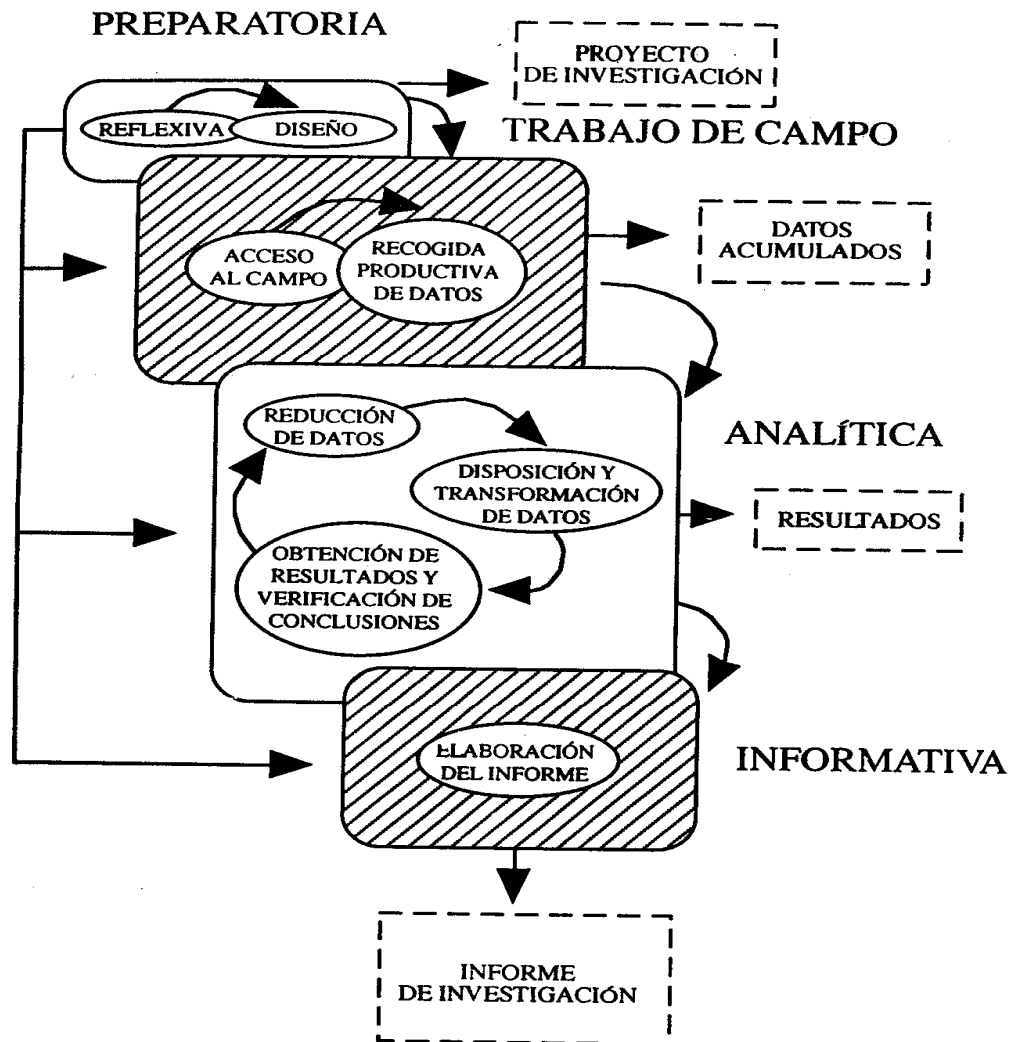 PREPARATORIA
PROYECTO
DE INVESTIGACIÓN
REFLEXIVA
DISEÑO
TRABAJO DE CAMPO
ACCESO
AL CAMPO
RECOGIDA
PRODUCTIVA
DE DATOS
DATOS
ACUMULADOS
REDUCCIÓN
DE DATOS
ANALÍTICA
DISPOSICIÓN Y
TRANSFORMACIÓN
DE DATOS
RESULTADOS
OBTENCIÓN DE
RESULTADOS Y
VERIFICACIÓN DE
CONCLUSIONES
ELABORACIÓN
DEL INFORME
INFORMATIVA
INFORME
DE INVESTIGACIÓN